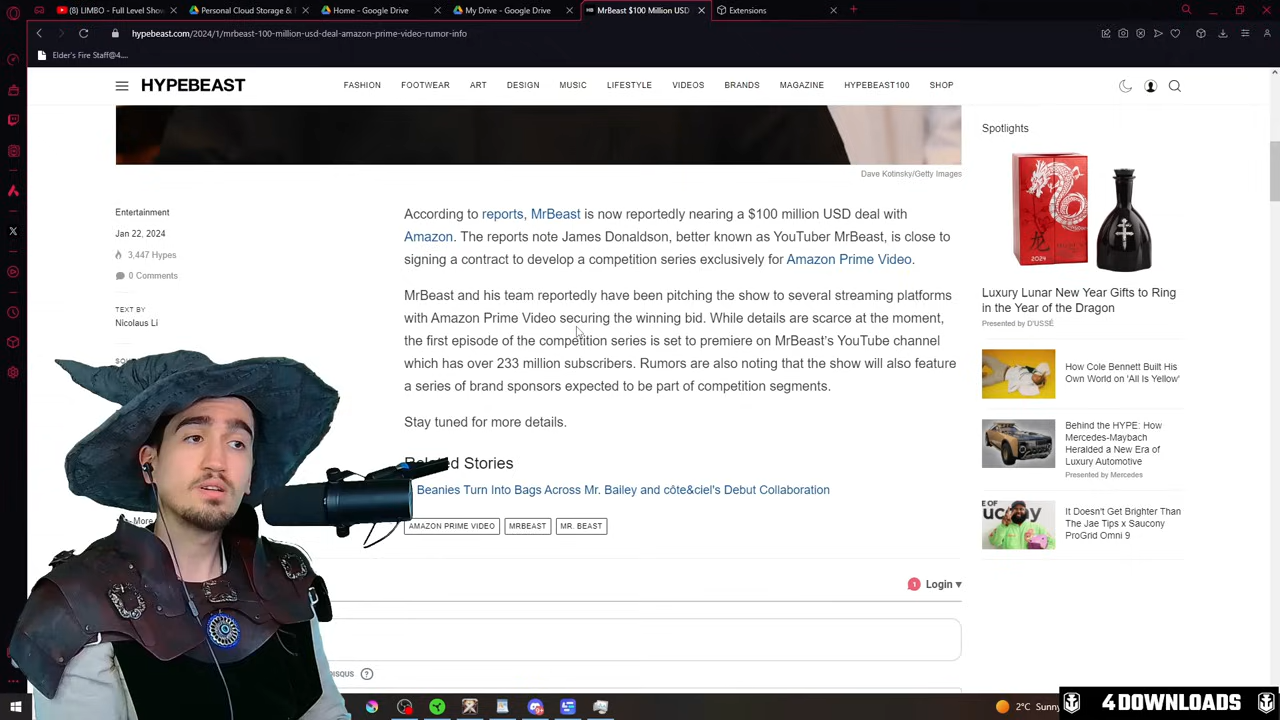 (8) LIMBO - Full Level Show
Personal Cloud Storage &
Home - Google Drive
My Drive - Google Drive
MrBeast $100 Million USD
Extensions
hypebeast.com/2024/1/mrbeast-100-million-usd-deal-amazon-prime-video-rumor-info
Elder's Fire Staff@4....
HYPEBEAST
FASHION FOOTWEAR ART DESIGN MUSIC LIFESTYLE VIDEOS BRANDS MAGAZINE HYPEBEAST100 SHOP
Dave Kotinsky/Getty Images
Entertainment
Jan 22, 2024
3,447 Hypes
0 Comments
TEXT BY
Nicolaus Li
More
According to reports, MrBeast is now reportedly nearing a $100 million USD deal with
Amazon. The reports note James Donaldson, better known as YouTuber MrBeast, is close to
signing a contract to develop a competition series exclusively for Amazon Prime Video.
MrBeast and his team reportedly have been pitching the show to several streaming platforms
with Amazon Prime Video securing the winning bid. While details are scarce at the moment,
the first episode of the competition series is set to premiere on MrBeast's YouTube channel
which has over 233 million subscribers. Rumors are also noting that the show will also feature
a series of brand sponsors expected to be part of competition segments.
Stay tuned for more details.
Related Stories
Beanies Turn Into Bags Across Mr. Bailey and côte&ciel's Debut Collaboration
AMAZON PRIME VIDEO MRBEAST MR. BEAST
1 Login
DISQUS ?
Spotlights
2024
Luxury Lunar New Year Gifts to Ring
in the Year of the Dragon
Presented by D'USSÉ
How Cole Bennett Built His
Own World on 'All Is Yellow'
Behind the HYPE: How
Mercedes-Maybach
Heralded a New Era of
Luxury Automotive
Presented by Mercedes
It Doesn't Get Brighter Than
The Jae Tips x Saucony
ProGrid Omni 9
2°C Sunny
4 DOWNLOADS